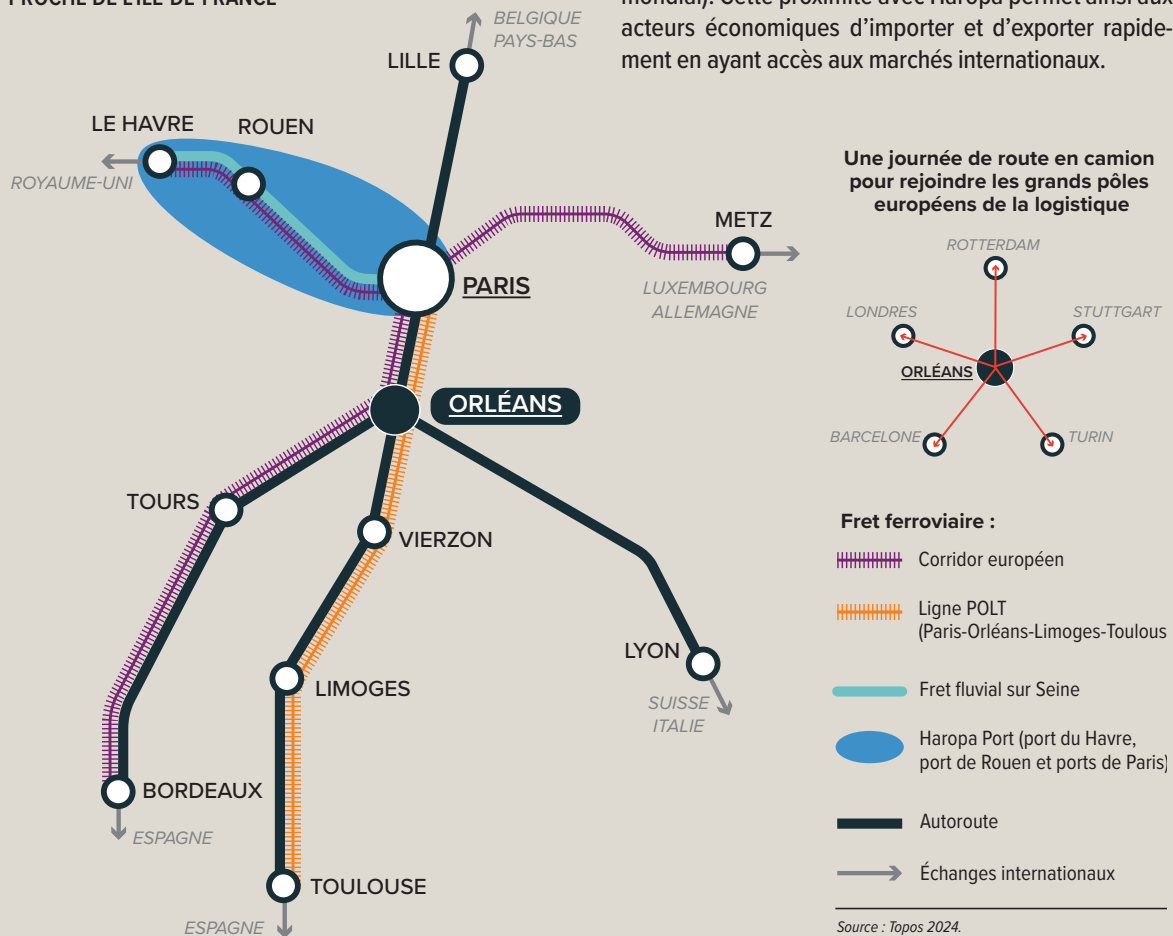 PROCHE DE L'ÎLE-DE-FRANCE
mondial). Cette proximité avec Haropa permet ainsi aux
acteurs économiques d'importer et d'exporter rapide-
ment en ayant accès aux marchés internationaux.
BELGIQUE
PAYS-BAS
LILLE
LE HAVRE
ROUEN
ROYAUME-UNI
METZ
PARIS
LUXEMBOURG
ALLEMAGNE
ORLÉANS
TOURS
VIERZON
LYON
LIMOGES
SUISSE
ITALIE
BORDEAUX
ESPAGNE
TOULOUSE
ESPAGNE
Une journée de route en camion
pour rejoindre les grands pôles
européens de la logistique
ROTTERDAM
LONDRES
STUTTGART
ORLÉANS
BARCELONE
TURIN
Fret ferroviaire :
Corridor européen
Ligne POLT
(Paris-Orléans-Limoges-Toulous
Fret fluvial sur Seine
Haropa Port (port du Havre,
port de Rouen et ports de Paris)
Autoroute
Échanges internationaux
Source : Topos 2024.